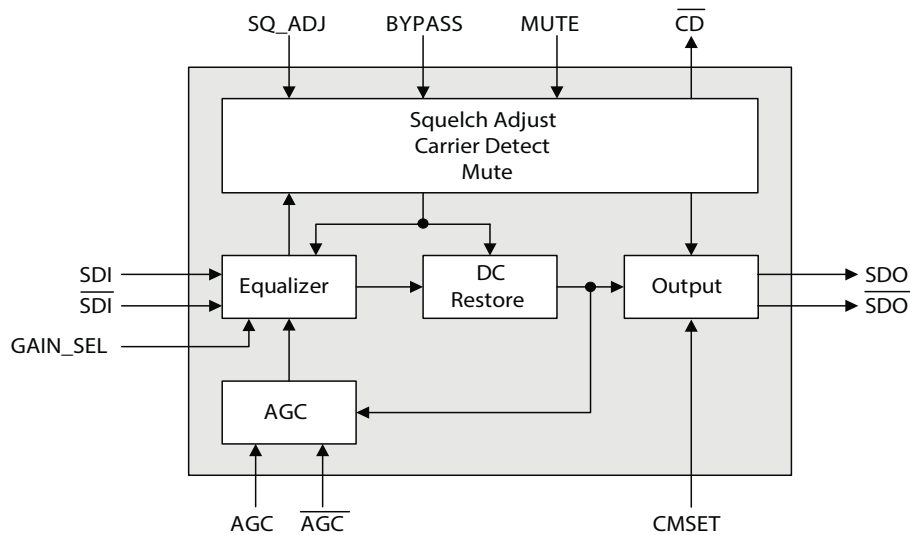 SQ_ADJ
BYPASS
MUTE
CD
Squelch Adjust
Carrier Detect
Mute
SDI
SDI
GAIN_SEL
Equalizer
DC
Restore
Output
SDO
SDO
AGC
AGC
AGC
CMSET